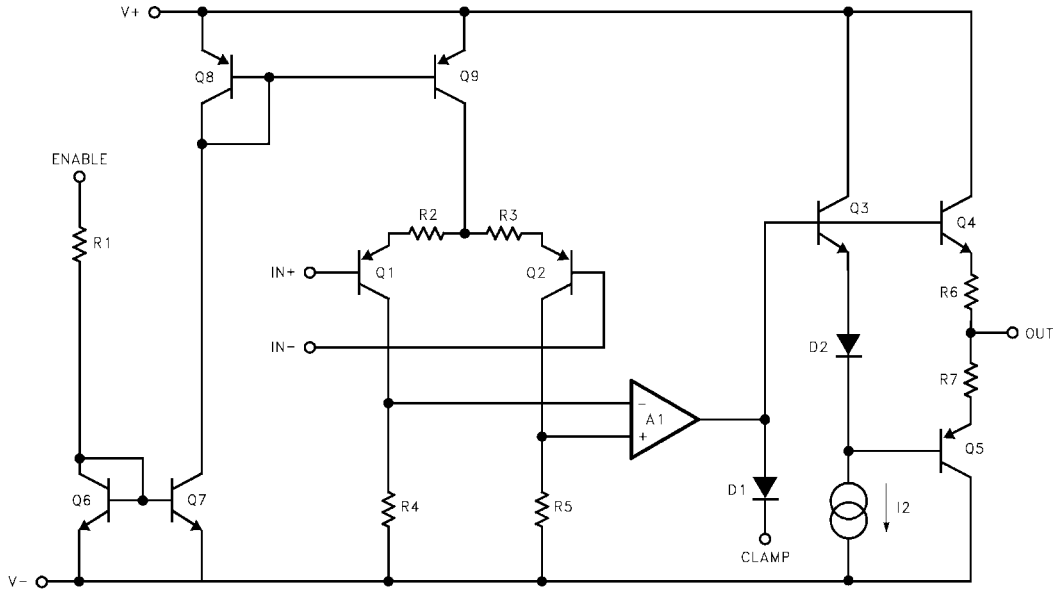 V+
Q8
Q9
ENABLE
R1
R2
R3
Q3
Q4
IN+
Q1
Q2
R6
IN-
OUT
D2
R7
-
A1
+
Q5
Q6
Q7
R4
R5
D1
I2
CLAMP
V-